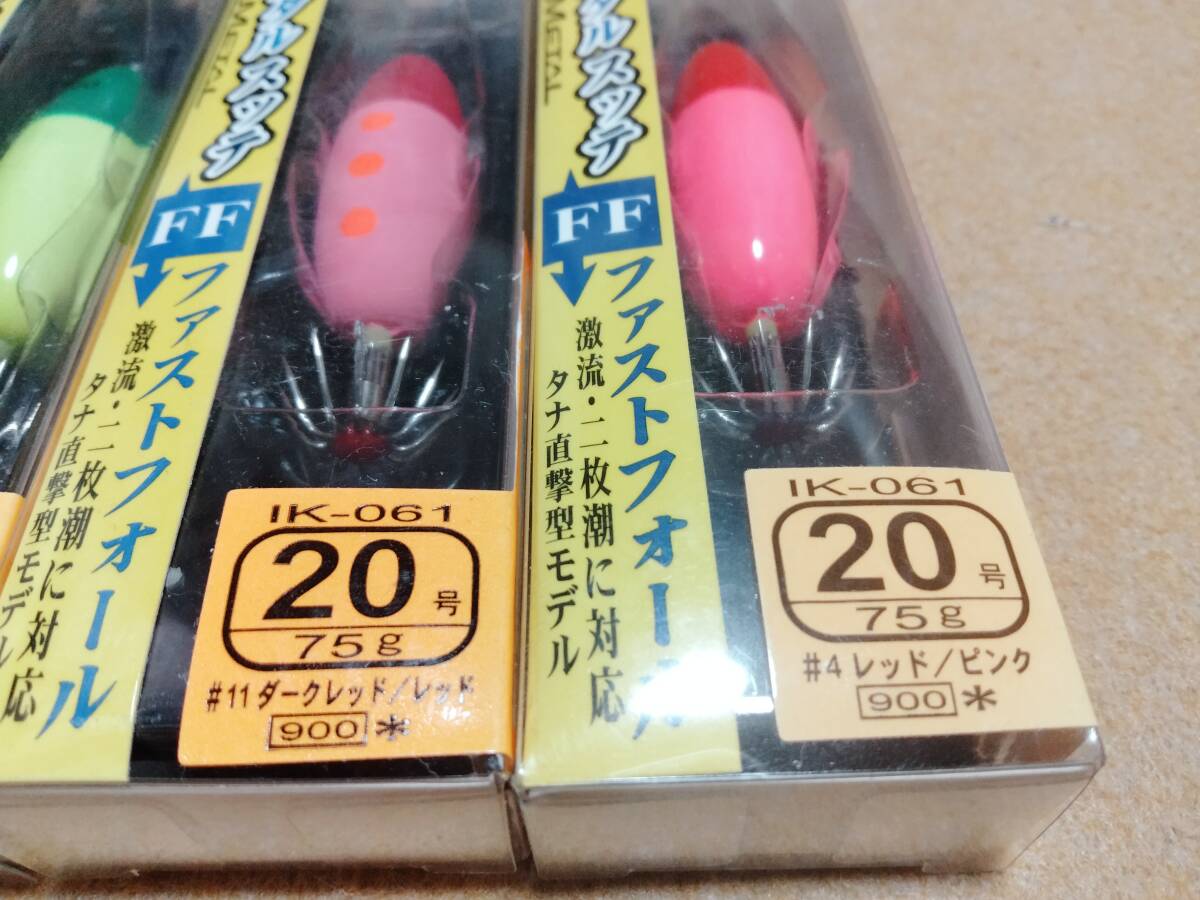 ルスッテ
METAL
FF
ファストフォール
激流・二枚潮に対応
タナ直撃型モデル
IK-061
20号
75g
#11 ダークレッド/レッド
900 *
ルスッテ
METAL
FF
ファストフォール
激流・二枚潮に対応
タナ直撃型モデル
IK-061
20号
75g
#4 レッド/ピンク
900 *